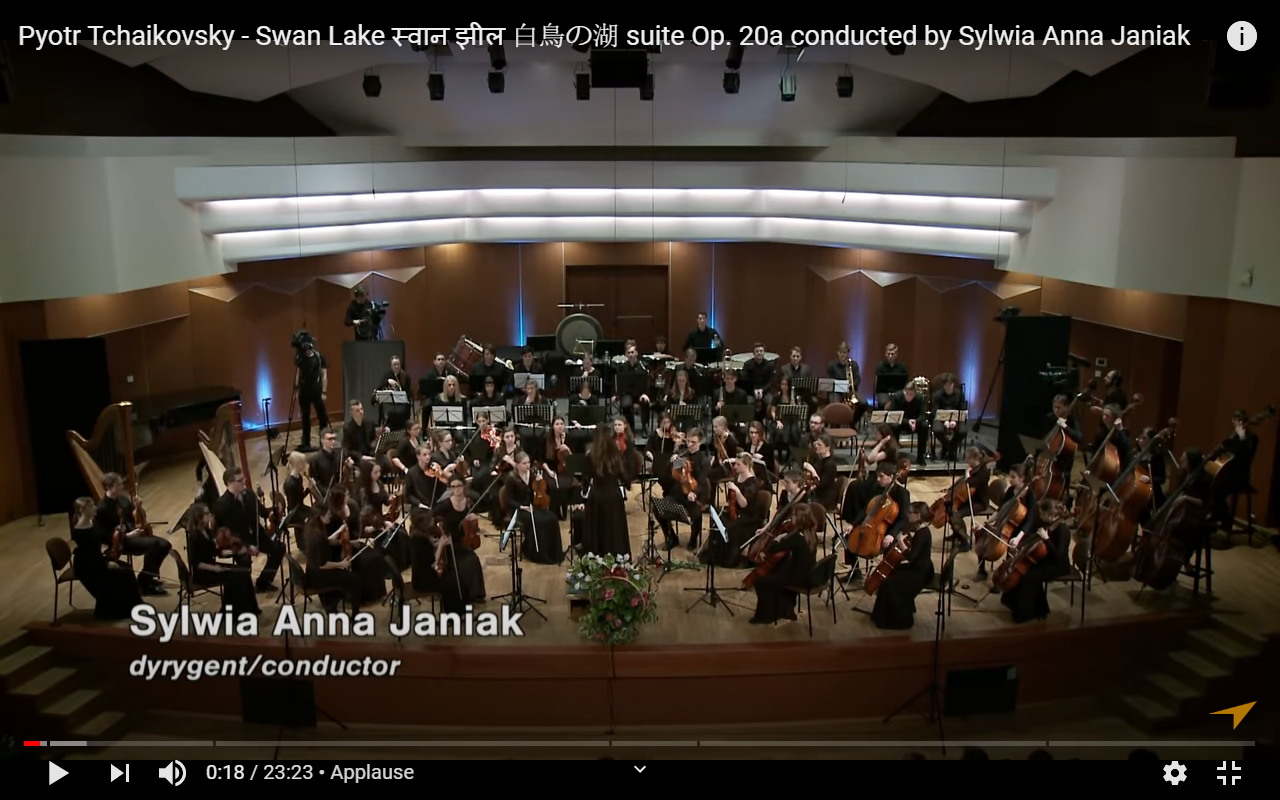 Pyotr Tchaikovsky - Swan Lake स्वान झील 白鳥の湖 suite Op. 20a conducted by Sylwia Anna Janiak
Sylwia Anna Janiak
dyrygent/conductor
0:18 / 23:23 • Applause